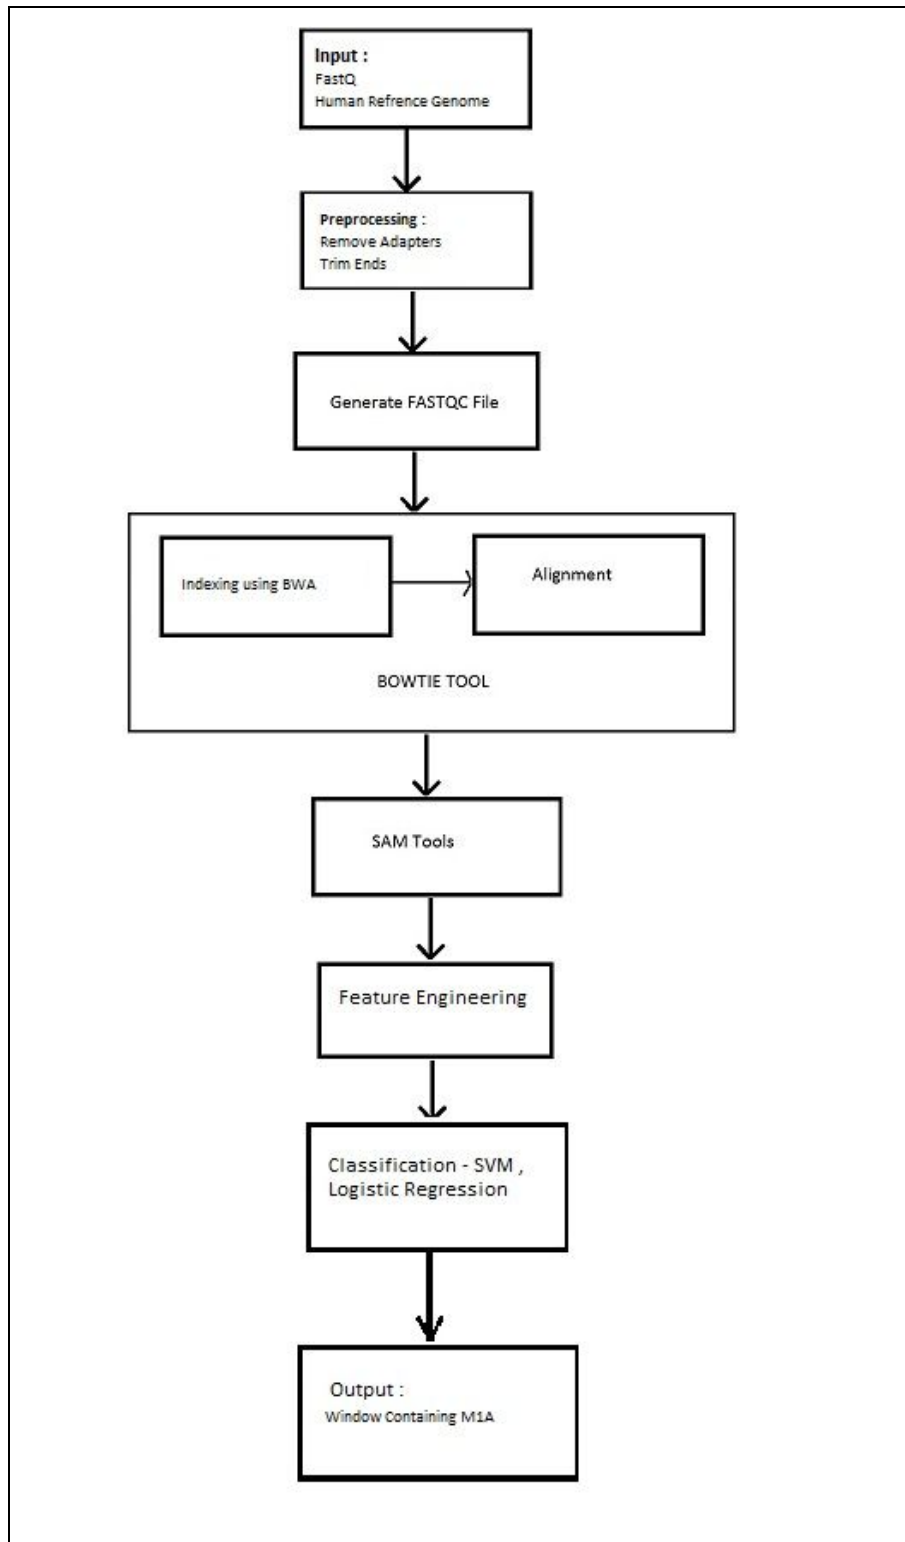 Input :
FastQ
Human Refrence Genome
Preprocessing :
Remove Adapters
Trim Ends
Generate FASTQC File
Indexing using BWA
Alignment
BOWTIE TOOL
SAM Tools
Feature Engineering
Classification - SVM ,
Logistic Regression
Output :
Window Containing M1A